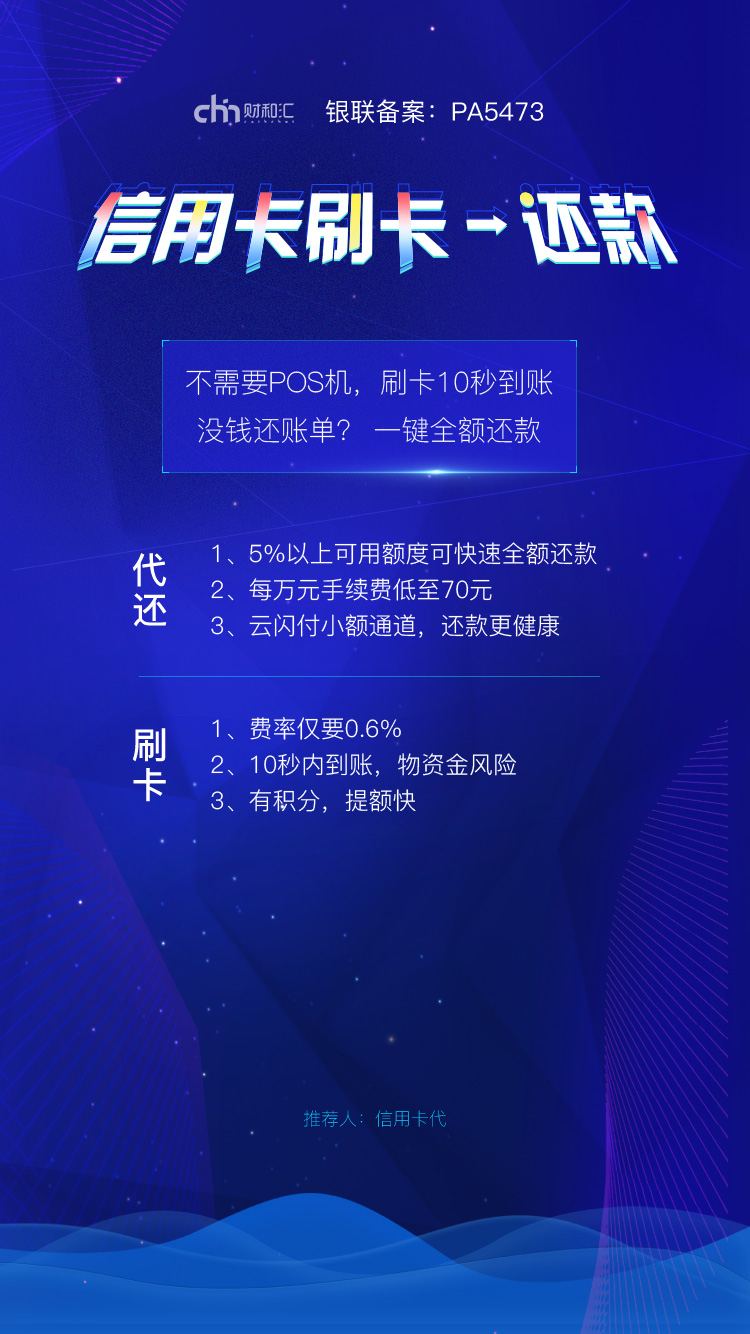 chh 财和汇 银联备案：PA5473
信用卡刷卡→还款
不需要POS机，刷卡10秒到账
没钱还账单？ 一键全额还款
代还
1、5%以上可用额度可快速全额还款
2、每万元手续费低至70元
3、云闪付小额通道，还款更健康
刷卡
1、费率仅要0.6%
2、10秒内到账，物资金风险
3、有积分，提额快
推荐人：信用卡代